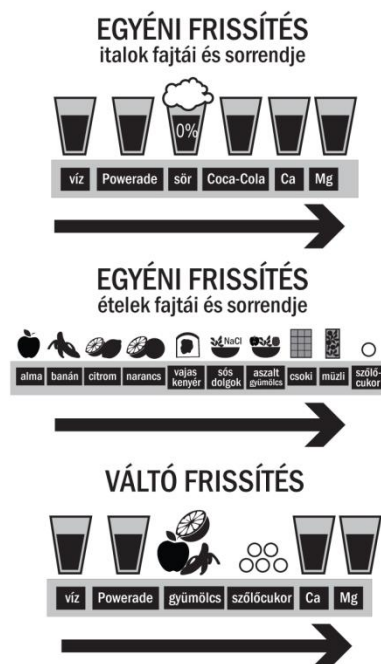 EGYÉNI FRISSÍTÉS
italok fajtái és sorrendje
0%
víz Powerade sör Coca-Cola Ca Mg
EGYÉNI FRISSÍTÉS
ételek fajtái és sorrendje
NaCl
alma banán citrom narancs vajas kenyér sós dolgok aszalt gyümölcs csoki müzli szőlő-cukor
VÁLTÓ FRISSÍTÉS
víz Powerade gyümölcs szőlőcukor Ca Mg